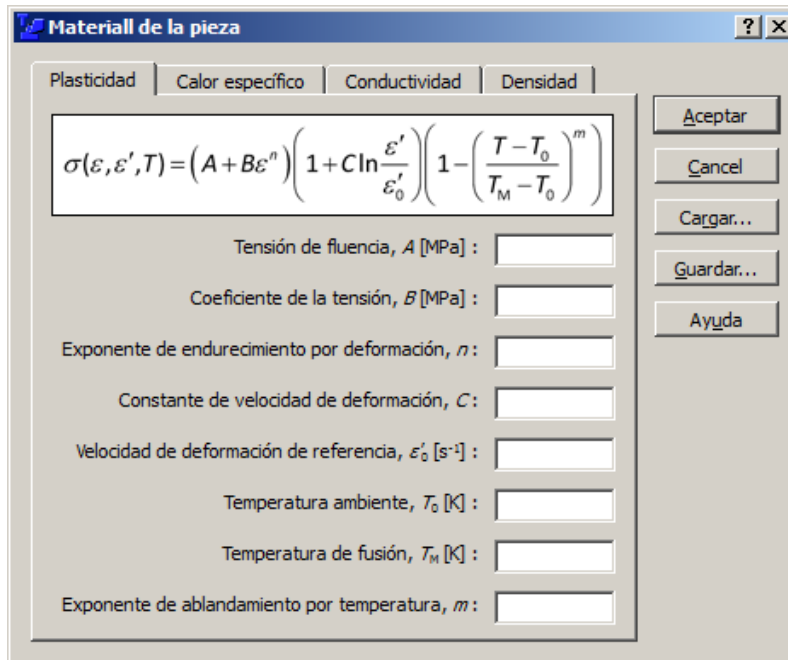 Materiall de la pieza
Plasticidad Calor específico Conductividad Densidad
σ(ε,ε′,T)=(A+Bεⁿ)(1+C ln ε′/ε′₀)(1−((T−T₀)/(T_M−T₀))^m)
Tensión de fluencia, A [MPa] :
Coeficiente de la tensión, B [MPa] :
Exponente de endurecimiento por deformación, n :
Constante de velocidad de deformación, C :
Velocidad de deformación de referencia, ε′₀ [s⁻¹] :
Temperatura ambiente, T₀ [K] :
Temperatura de fusión, T_M [K] :
Exponente de ablandamiento por temperatura, m :
Aceptar
Cancel
Cargar...
Guardar...
Ayuda